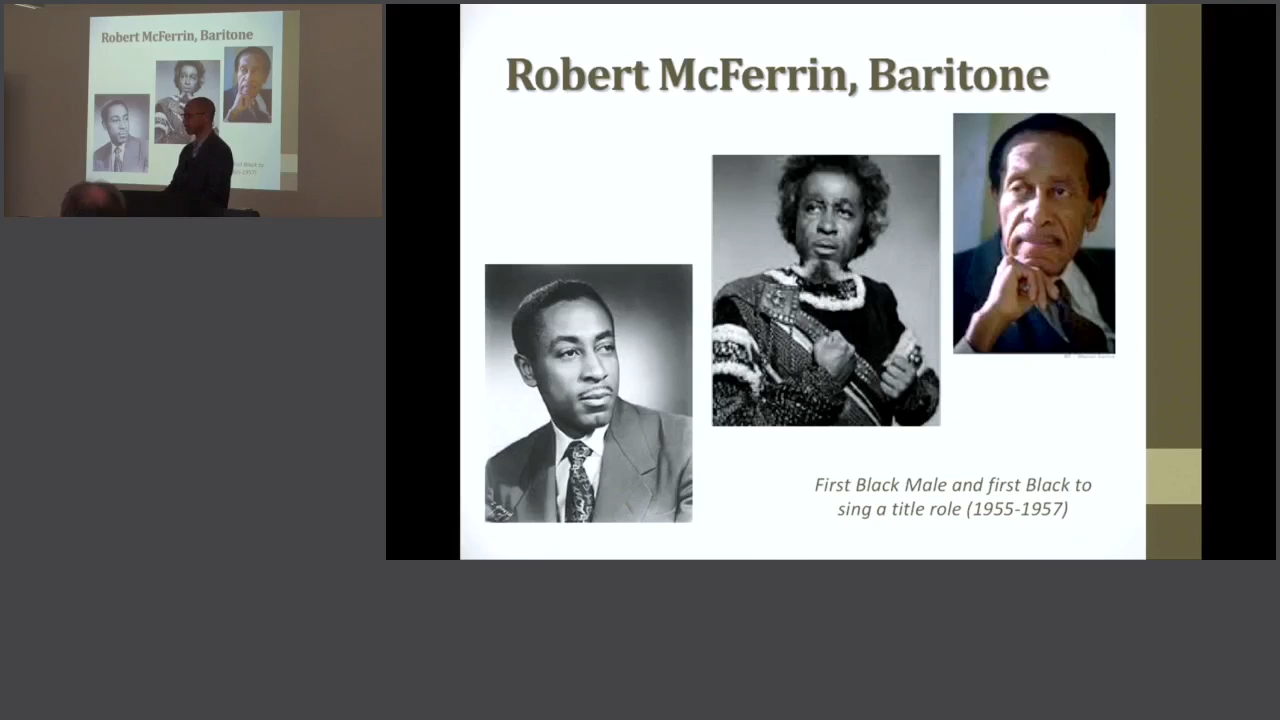 Robert McFerrin, Baritone
Robert McFerrin, Baritone
First Black Male and first Black to
sing a title role (1955-1957)